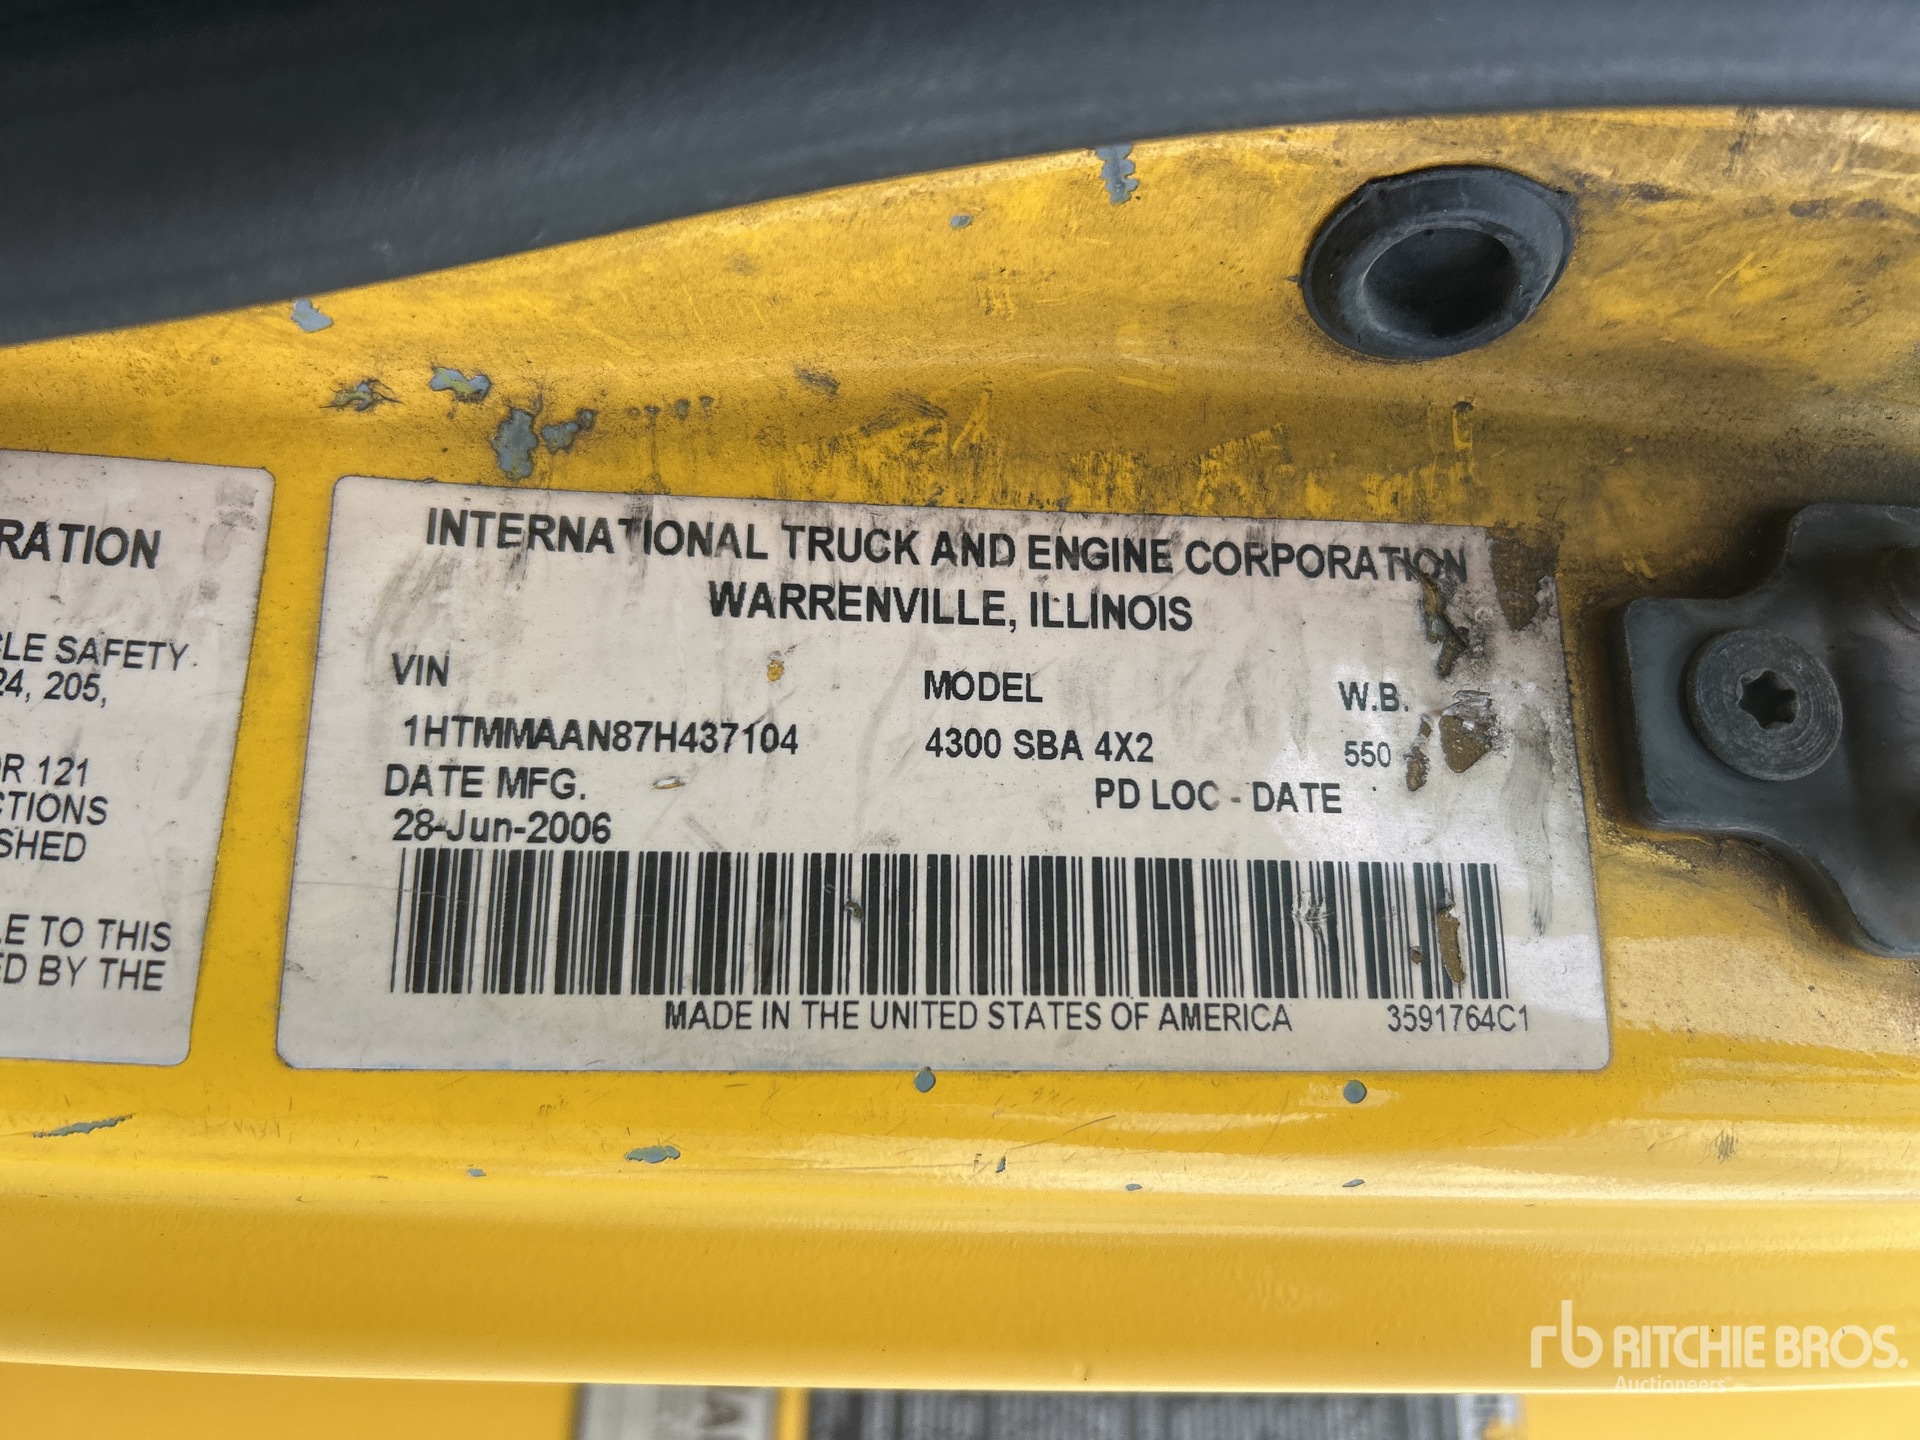 RATION
CLE SAFETY
24, 205,
OR 121
CTIONS
SHED
LE TO THIS
ED BY THE
INTERNATIONAL TRUCK AND ENGINE CORPORATION
WARRENVILLE, ILLINOIS
VIN MODEL W.B.
1HTMMAAN87H437104 4300 SBA 4X2 550
DATE MFG. PD LOC - DATE
28-Jun-2006
MADE IN THE UNITED STATES OF AMERICA 3591764C1
rb RITCHIE BROS.
Auctioneers